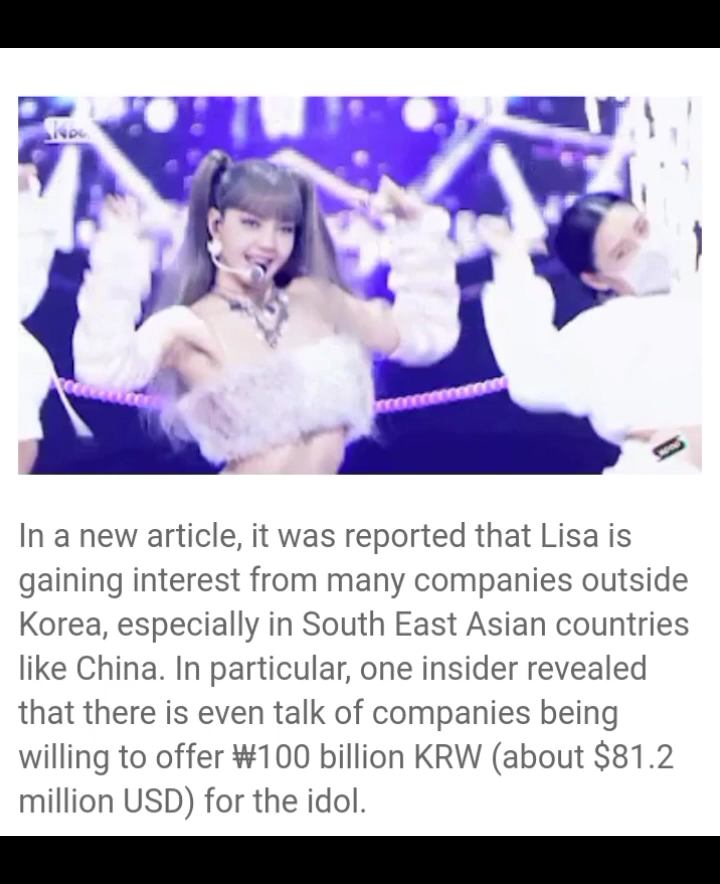 In a new article, it was reported that Lisa is
gaining interest from many companies outside
Korea, especially in South East Asian countries
like China. In particular, one insider revealed
that there is even talk of companies being
willing to offer ₩100 billion KRW (about $81.2
million USD) for the idol.